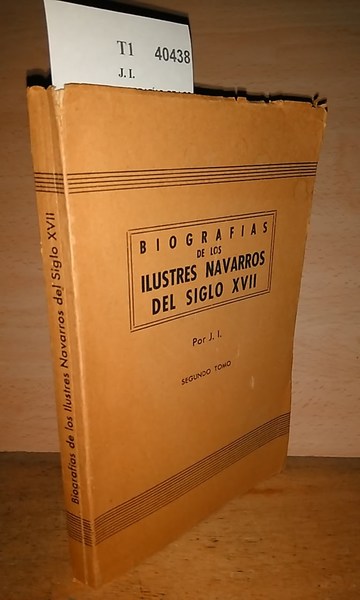 T1 40438
J. I.
BIOGRAFIAS
DE LOS
ILUSTRES NAVARROS
DEL SIGLO XVII
Por J. I.
SEGUNDO TOMO
Biografías de los Ilustres Navarros del Siglo XVII